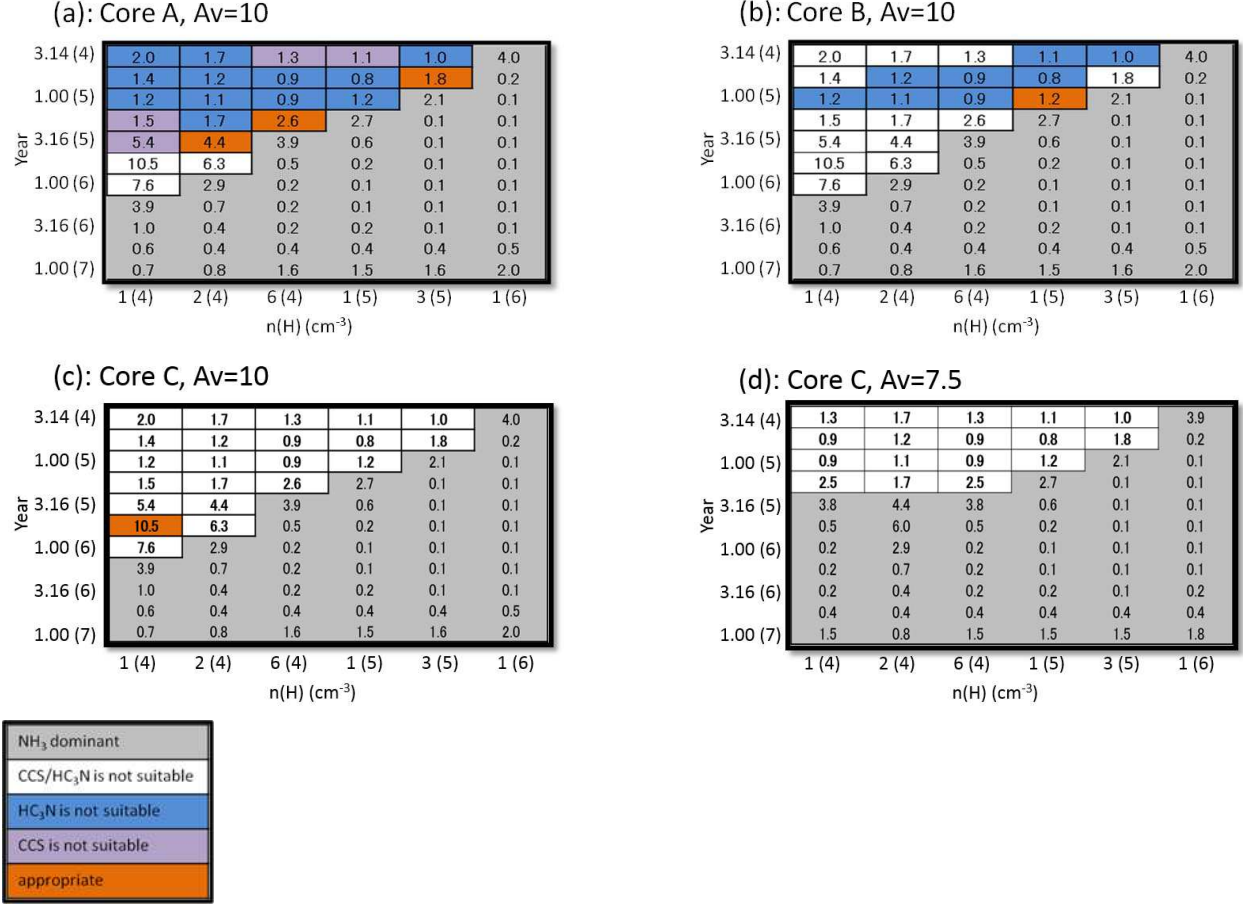 (a): Core A, Av=10
3.14 (4) 2.0 1.7 1.3 1.1 1.0 4.0
1.4 1.2 0.9 0.8 1.8 0.2
1.00 (5) 1.2 1.1 0.9 1.2 2.1 0.1
1.5 1.7 2.6 2.7 0.1 0.1
3.16 (5) 5.4 4.4 3.9 0.6 0.1 0.1
10.5 6.3 0.5 0.2 0.1 0.1
1.00 (6) 7.6 2.9 0.2 0.1 0.1 0.1
3.9 0.7 0.2 0.1 0.1 0.1
3.16 (6) 1.0 0.4 0.2 0.2 0.1 0.1
0.6 0.4 0.4 0.4 0.4 0.5
1.00 (7) 0.7 0.8 1.6 1.5 1.6 2.0
Year
1 (4) 2 (4) 6 (4) 1 (5) 3 (5) 1 (6)
n(H) (cm⁻³)
(b): Core B, Av=10
3.14 (4) 2.0 1.7 1.3 1.1 1.0 4.0
1.4 1.2 0.9 0.8 1.8 0.2
1.00 (5) 1.2 1.1 0.9 1.2 2.1 0.1
1.5 1.7 2.6 2.7 0.1 0.1
3.16 (5) 5.4 4.4 3.9 0.6 0.1 0.1
10.5 6.3 0.5 0.2 0.1 0.1
1.00 (6) 7.6 2.9 0.2 0.1 0.1 0.1
3.9 0.7 0.2 0.1 0.1 0.1
3.16 (6) 1.0 0.4 0.2 0.2 0.1 0.1
0.6 0.4 0.4 0.4 0.4 0.5
1.00 (7) 0.7 0.8 1.6 1.5 1.6 2.0
Year
1 (4) 2 (4) 6 (4) 1 (5) 3 (5) 1 (6)
n(H) (cm⁻³)
(c): Core C, Av=10
3.14 (4) 2.0 1.7 1.3 1.1 1.0 4.0
1.4 1.2 0.9 0.8 1.8 0.2
1.00 (5) 1.2 1.1 0.9 1.2 2.1 0.1
1.5 1.7 2.6 2.7 0.1 0.1
3.16 (5) 5.4 4.4 3.9 0.6 0.1 0.1
10.5 6.3 0.5 0.2 0.1 0.1
1.00 (6) 7.6 2.9 0.2 0.1 0.1 0.1
3.9 0.7 0.2 0.1 0.1 0.1
3.16 (6) 1.0 0.4 0.2 0.2 0.1 0.1
0.6 0.4 0.4 0.4 0.4 0.5
1.00 (7) 0.7 0.8 1.6 1.5 1.6 2.0
Year
1 (4) 2 (4) 6 (4) 1 (5) 3 (5) 1 (6)
n(H) (cm⁻³)
(d): Core C, Av=7.5
3.14 (4) 1.3 1.7 1.3 1.1 1.0 3.9
0.9 1.2 0.9 0.8 1.8 0.2
1.00 (5) 0.9 1.1 0.9 1.2 2.1 0.1
2.5 1.7 2.5 2.7 0.1 0.1
3.16 (5) 3.8 4.4 3.8 0.6 0.1 0.1
0.5 6.0 0.5 0.2 0.1 0.1
1.00 (6) 0.2 2.9 0.2 0.1 0.1 0.1
0.2 0.7 0.2 0.1 0.1 0.1
3.16 (6) 0.2 0.4 0.2 0.2 0.1 0.2
0.4 0.4 0.4 0.4 0.4 0.4
1.00 (7) 1.5 0.8 1.5 1.5 1.5 1.8
Year
1 (4) 2 (4) 6 (4) 1 (5) 3 (5) 1 (6)
n(H) (cm⁻³)
NH₃ dominant
CCS/HC₃N is not suitable
HC₃N is not suitable
CCS is not suitable
appropriate